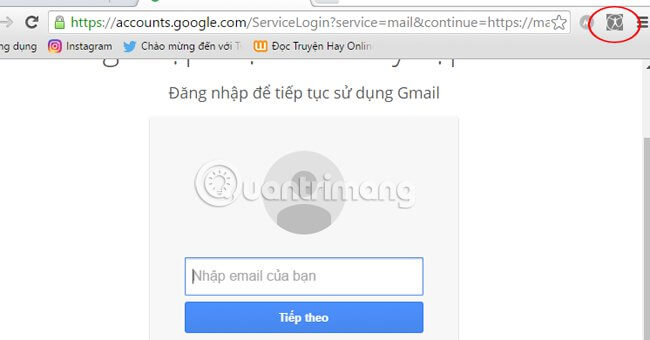 https://accounts.google.com/ServiceLogin?service=mail&continue=https://ma
ng dụng Instagram Chào mừng đến với T Đọc Truyện Hay Onlin
Đăng nhập để tiếp tục sử dụng Gmail
Quantrimang
Nhập email của bạn
Tiếp theo